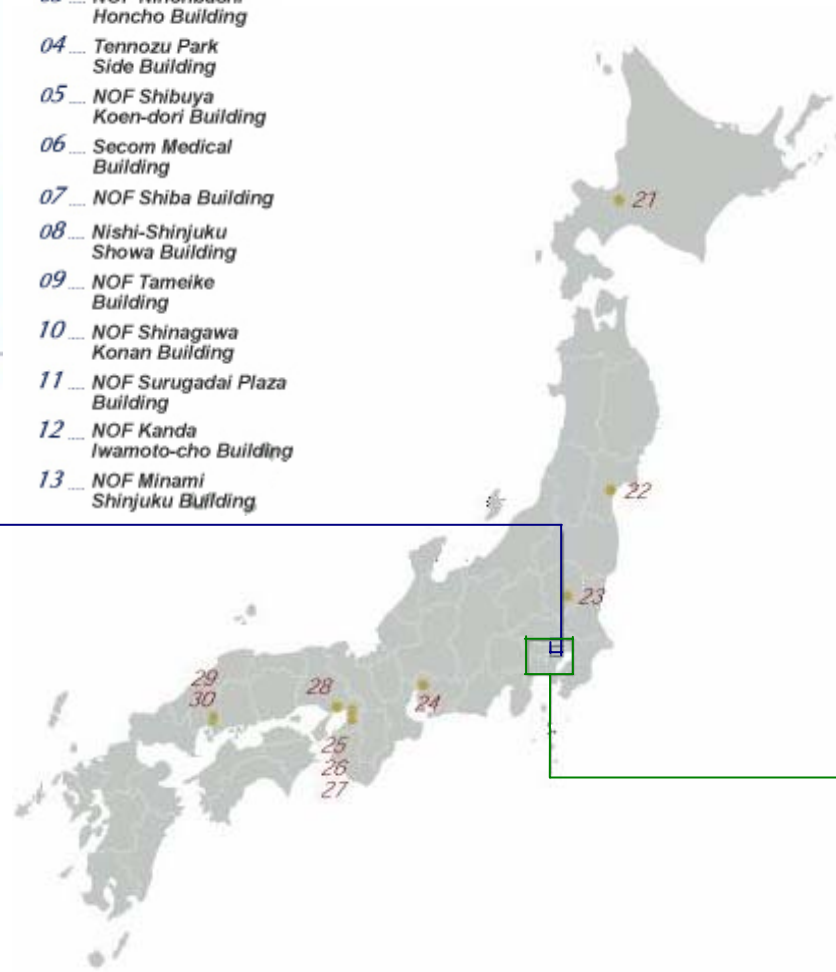 Honcho Building
04 .... Tennozu Park
Side Building
05 .... NOF Shibuya
Koen-dori Building
06 .... Secom Medical
Building
07 .... NOF Shiba Building
08 .... Nishi-Shinjuku
Showa Building
09 .... NOF Tameike
Building
10 .... NOF Shinagawa
Konan Building
11 .... NOF Surugadai Plaza
Building
12 .... NOF Kanda
Iwamoto-cho Building
13 .... NOF Minami
Shinjuku Building
21
22
23
24
28
29
30
25
26
27